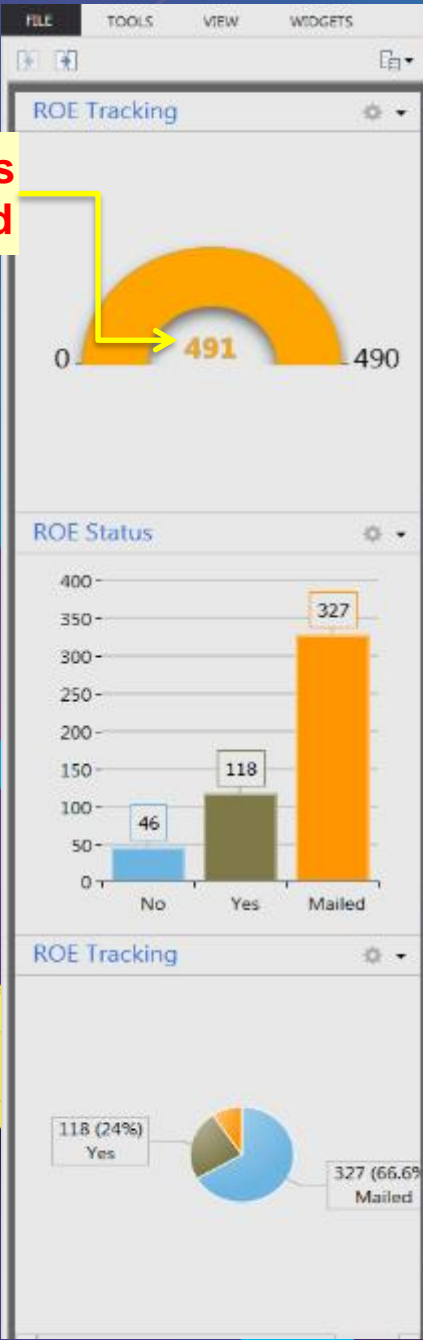 FILE TOOLS VIEW WIDGETS
ROE Tracking
0 491 490
ROE Status
400
350
300
250
200
150
100
50
0
46 118 327
No Yes Mailed
ROE Tracking
118 (24%)
Yes
327 (66.6%
Mailed